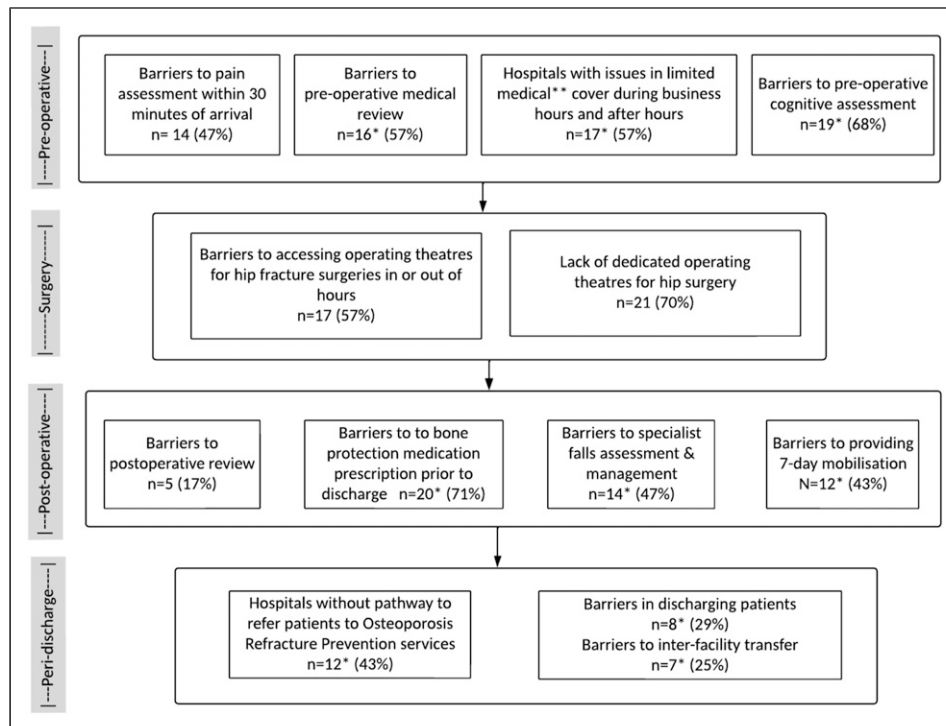 |----Pre-operative---|
Barriers to pain
assessment within 30
minutes of arrival
n= 14 (47%)
Barriers to
pre-operative medical
review
n=16* (57%)
Hospitals with issues in limited
medical** cover during business
hours and after hours
n=17* (57%)
Barriers to pre-operative
cognitive assessment
n=19* (68%)
|-------Surgery------|
Barriers to accessing operating theatres
for hip fracture surgeries in or out of
hours
n=17 (57%)
Lack of dedicated operating
theatres for hip surgery
n=21 (70%)
|---Post-operative----|
Barriers to
postoperative review
n=5 (17%)
Barriers to to bone
protection medication
prescription prior to
discharge n=20* (71%)
Barriers to specialist
falls assessment &
management
n=14* (47%)
Barriers to providing
7-day mobilisation
N=12* (43%)
|---Peri-discharge----|
Hospitals without pathway to
refer patients to Osteoporosis
Refracture Prevention services
n=12* (43%)
Barriers in discharging patients
n=8* (29%)
Barriers to inter-facility transfer
n=7* (25%)